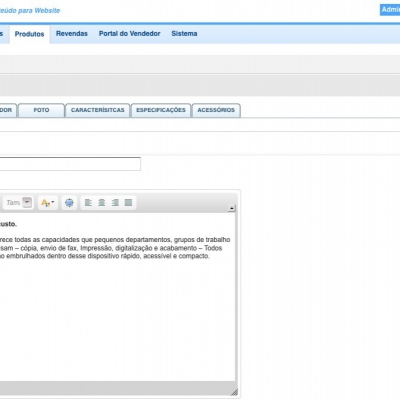 teúdo para Website
Admin
s Produtos Revendas Portal do Vendedor Sistema
DOR FOTO CARACTERÍSITCAS ESPECIFICAÇÕES ACESSÓRIOS
Tam
usto.
rece todas as capacidades que pequenos departamentos, grupos de trabalho
sam – cópia, envio de fax, Impressão, digitalização e acabamento – Todos
o embrulhados dentro desse dispositivo rápido, acessível e compacto.